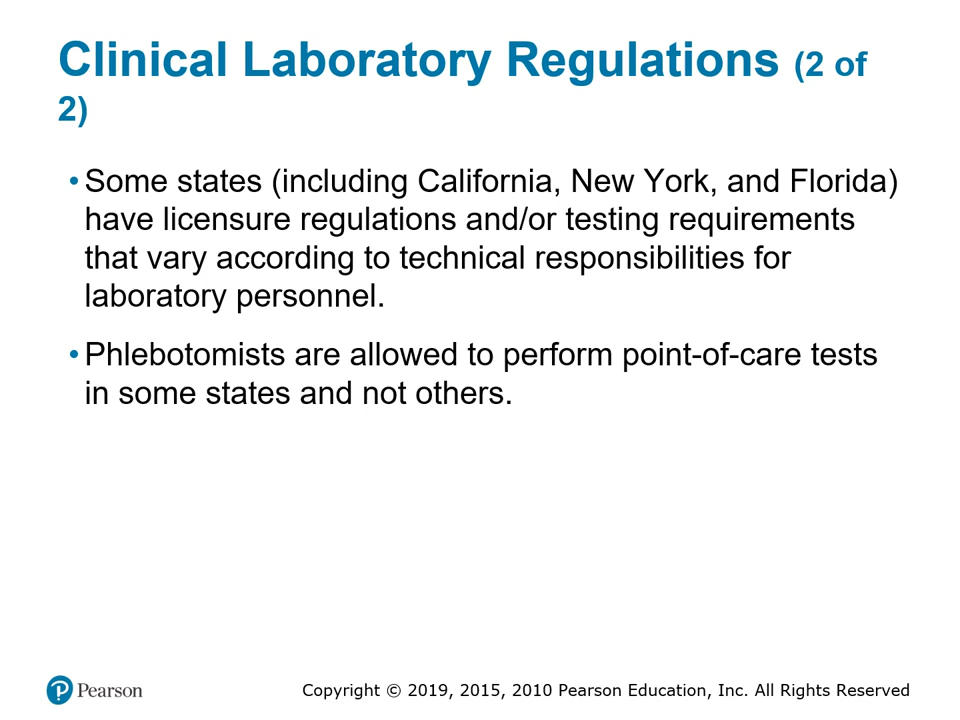 Clinical Laboratory Regulations (2 of
2)
• Some states (including California, New York, and Florida)
have licensure regulations and/or testing requirements
that vary according to technical responsibilities for
laboratory personnel.
• Phlebotomists are allowed to perform point-of-care tests
in some states and not others.
Pearson
Copyright © 2019, 2015, 2010 Pearson Education, Inc. All Rights Reserved